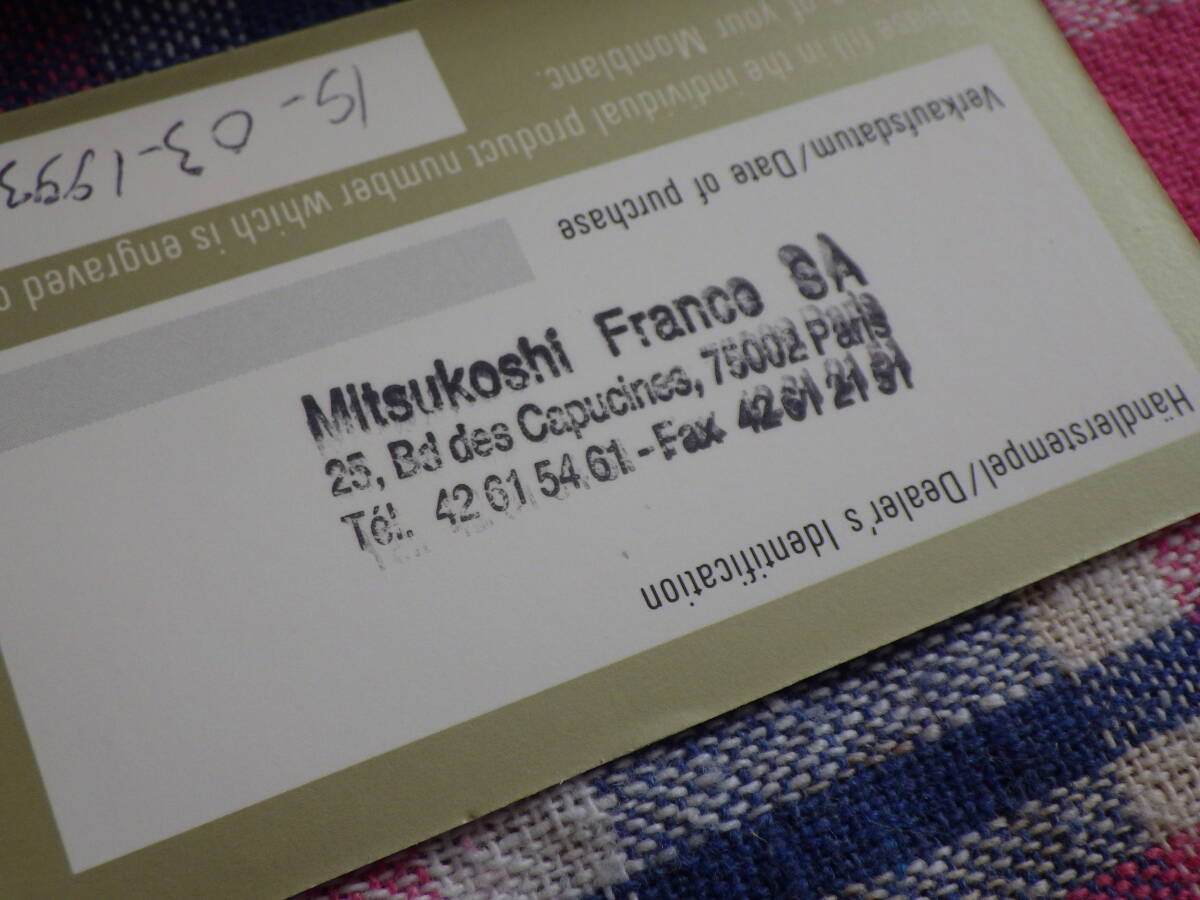 Händlerstempel/Dealer's Identification
Mitsukoshi France SA
25, Bd des Capucines, 75002 Paris
Tél. 42 61 54 61 - Fax 42 61 21 91
Verkaufsdatum/Date of purchase
Please fill in the individual product number which is engraved
of your Montblanc.
15-03-1993